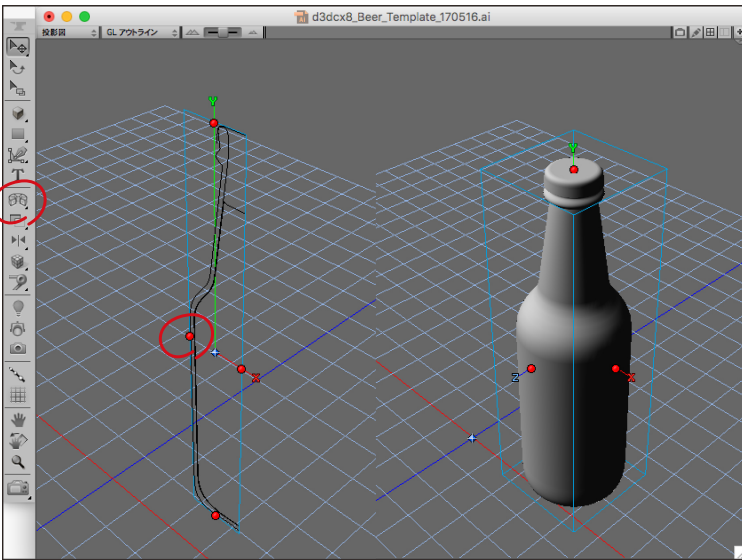 d3dcx8_Beer_Template_170516.ai
投影図 GL アウトライン
Y
X
Y
Z
X
T